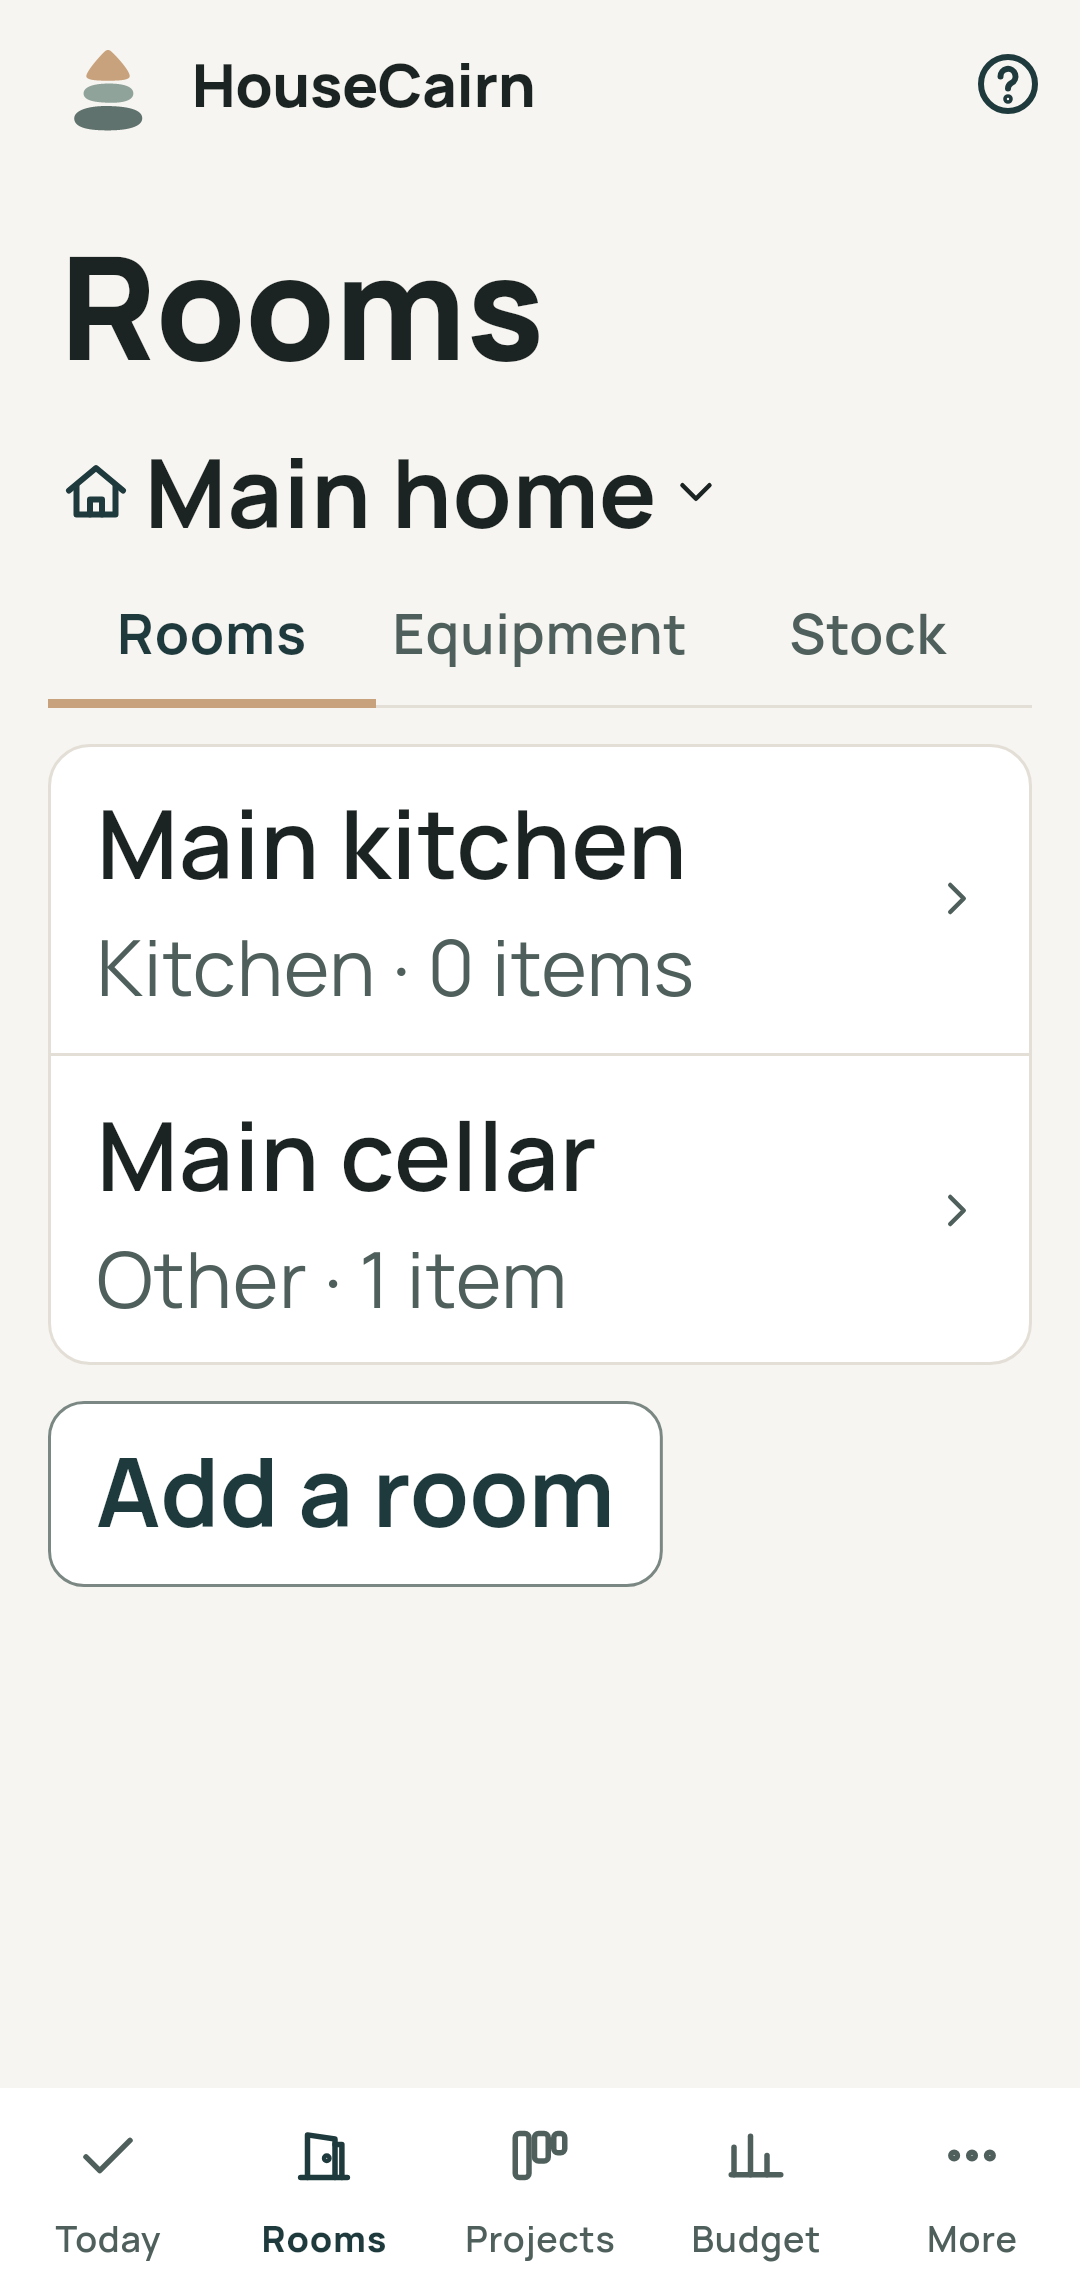 HouseCairn
Rooms
Main home
Rooms Equipment Stock
Main kitchen
Kitchen · 0 items
Main cellar
Other · 1 item
Add a room
Today Rooms Projects Budget More